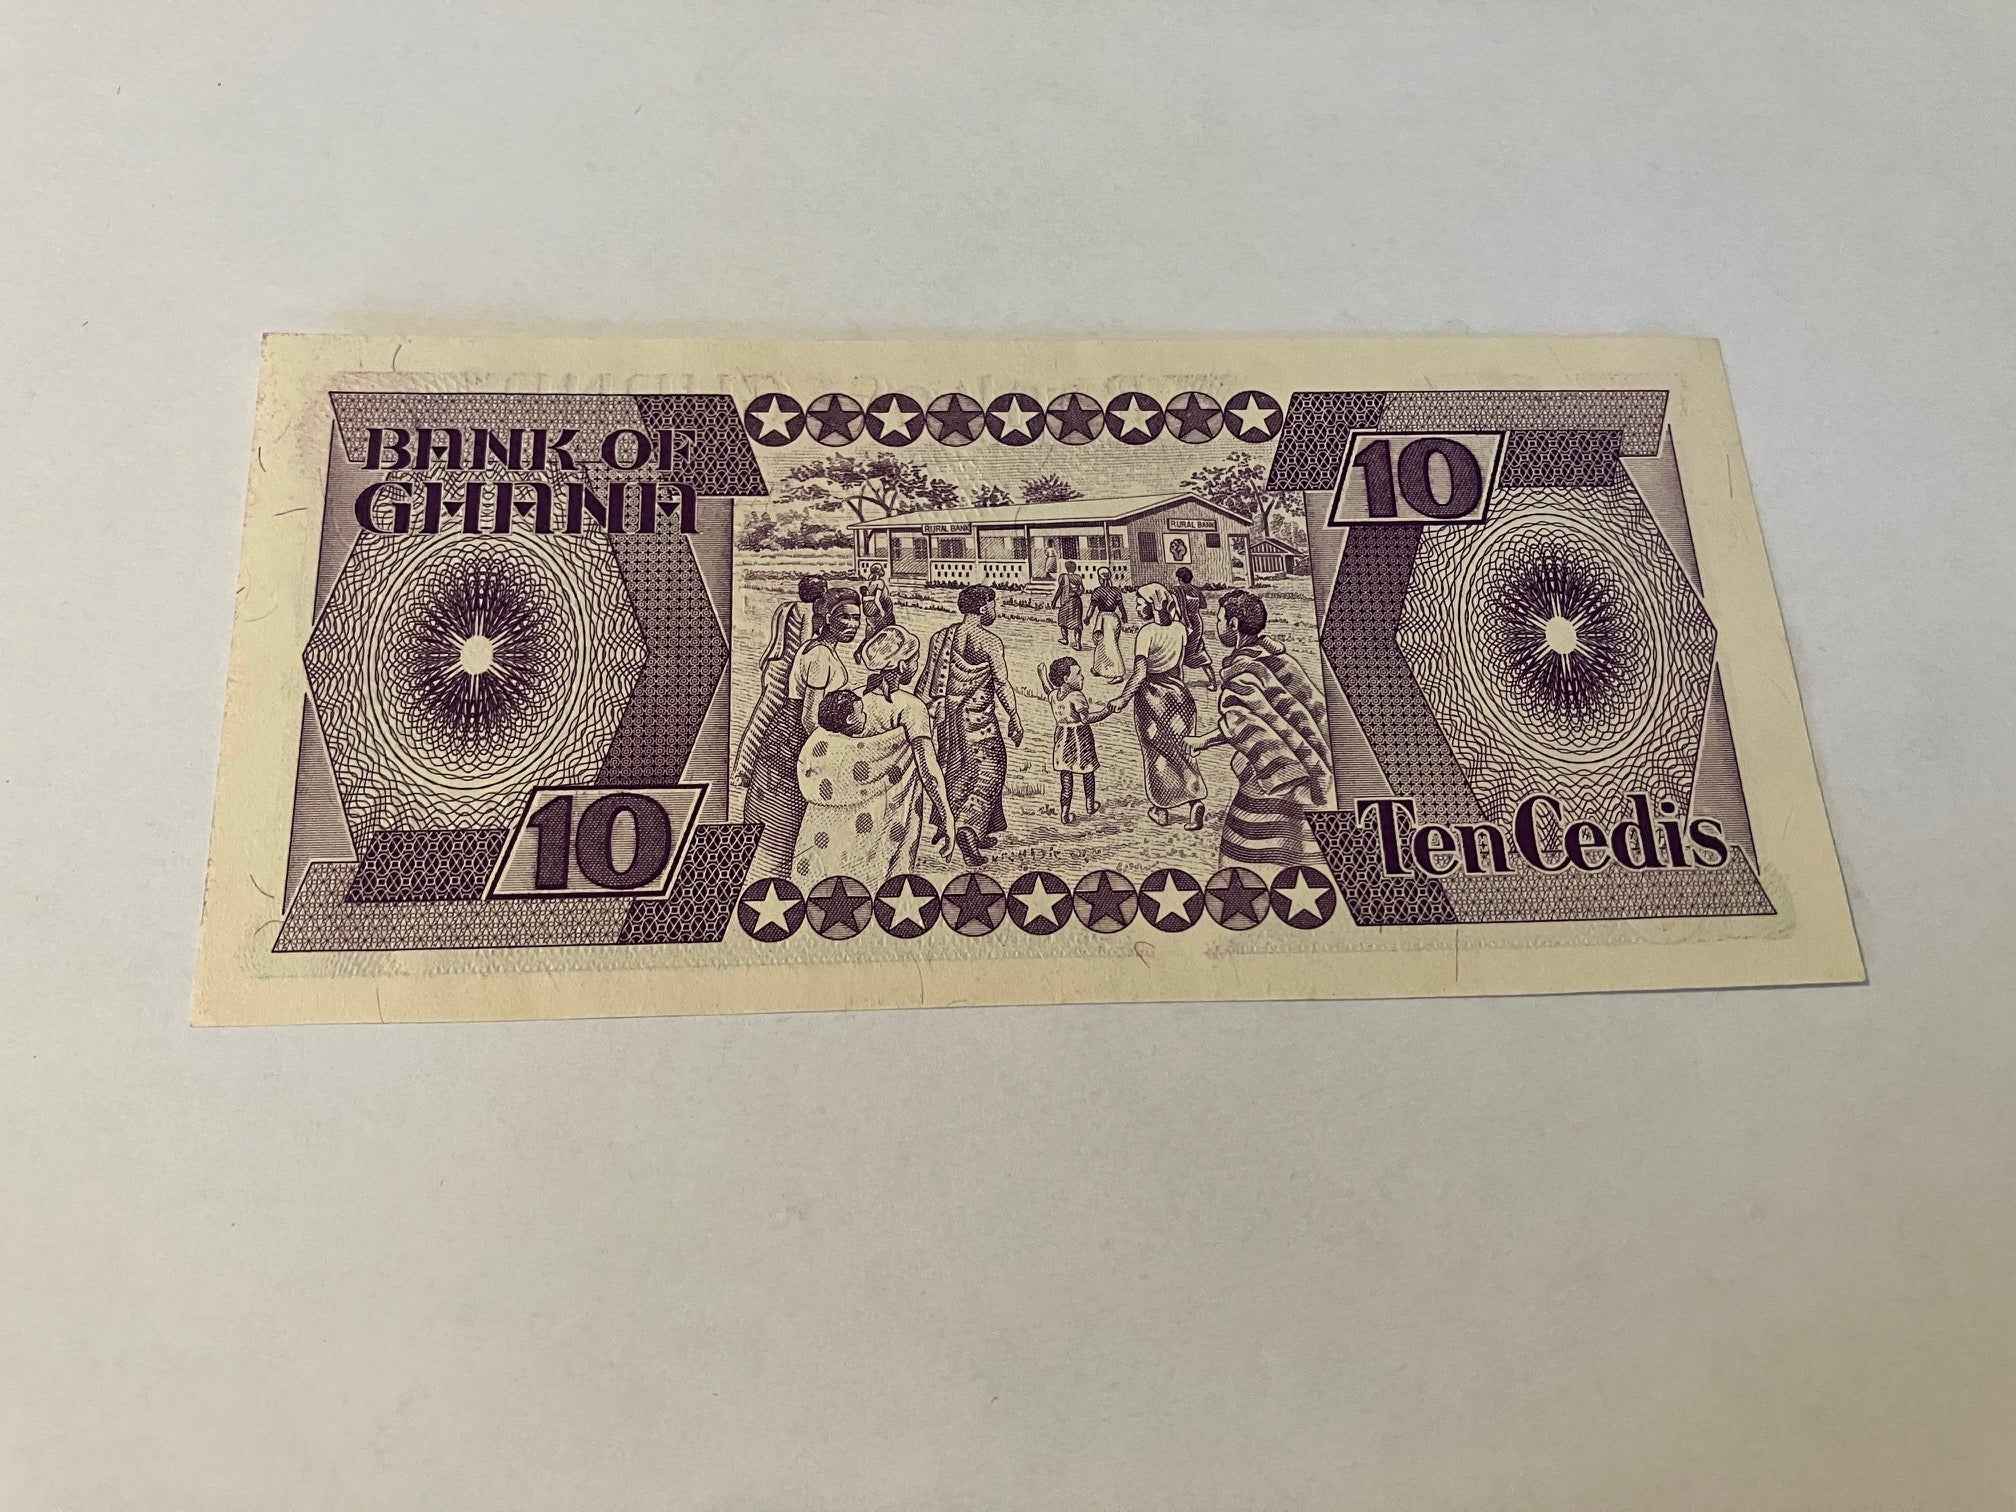 BANK OF
GHANA
10
RURAL BANK
RURAL BANK
10
Ten Cedis